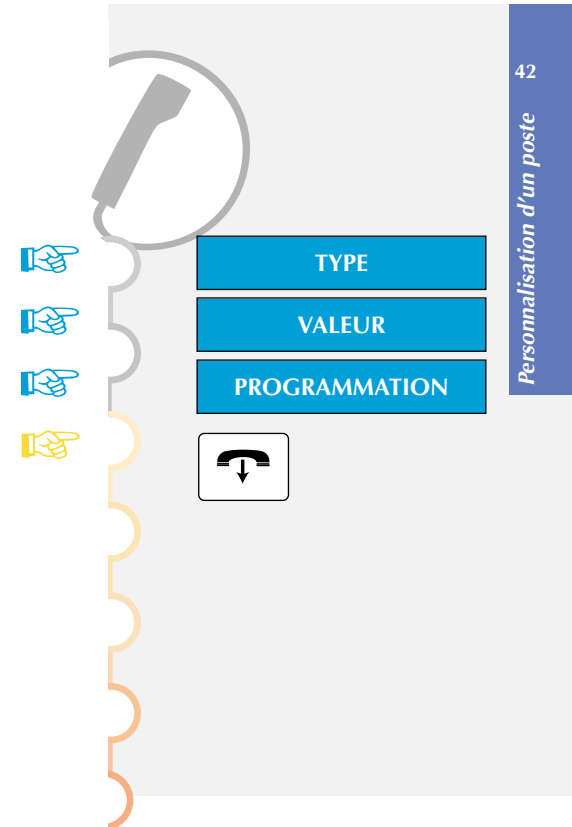 42
Personnalisation d'un poste
TYPE
VALEUR
PROGRAMMATION